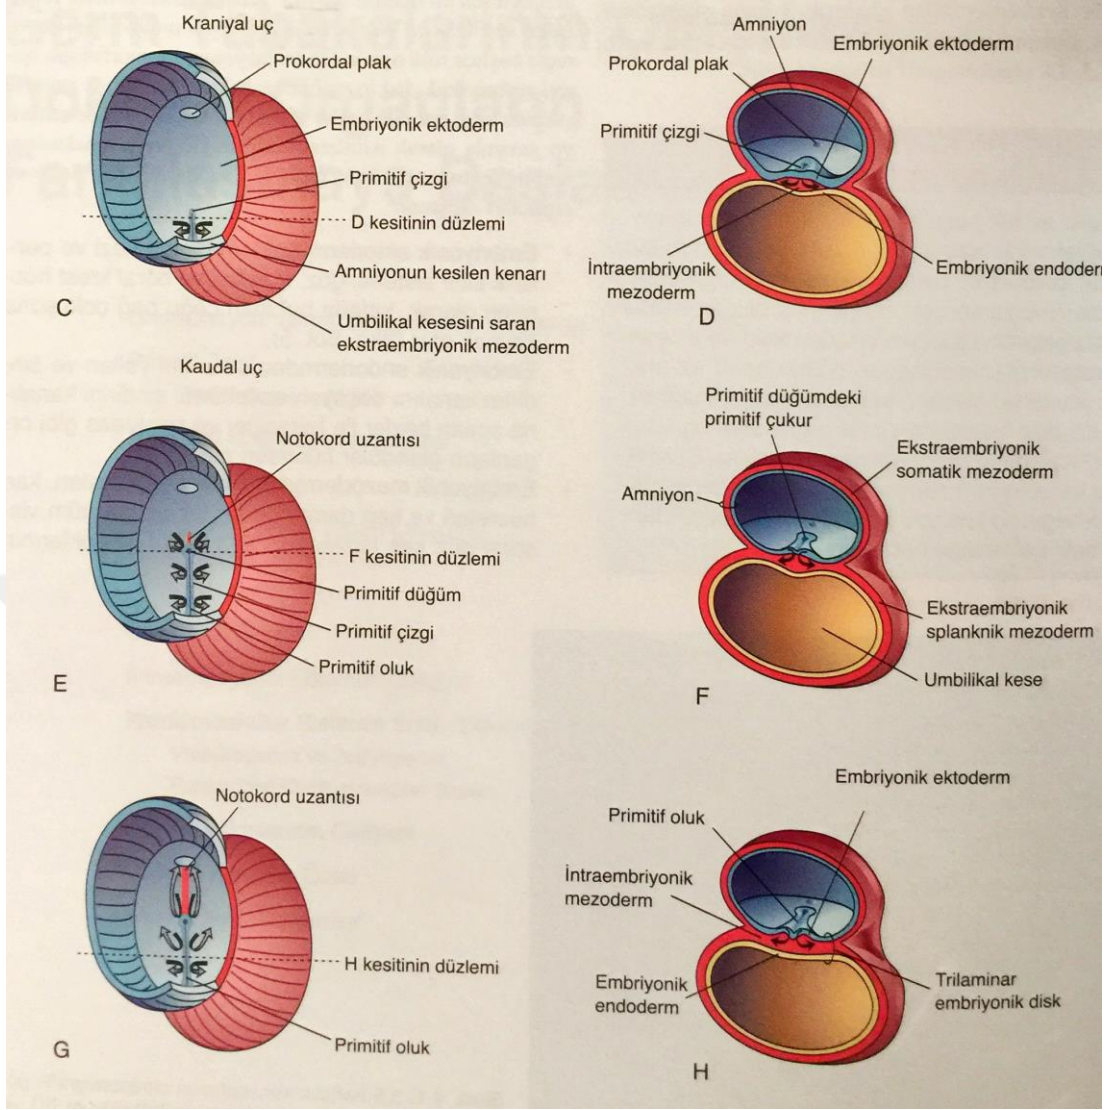 Kraniyal uç
Prokordal plak
Embriyonik ektoderm
Primitif çizgi
D kesitinin düzlemi
Amniyonun kesilen kenarı
Umbilikal kesesini saran
ekstraembriyonik mezoderm
C
Kaudal uç
Amniyon
Embriyonik ektoderm
Prokordal plak
Primitif çizgi
İntraembriyonik
mezoderm
Embriyonik endoder
D
Notokord uzantısı
F kesitinin düzlemi
Primitif düğüm
Primitif çizgi
Primitif oluk
E
Primitif düğümdeki
primitif çukur
Ekstraembriyonik
somatik mezoderm
Amniyon
Ekstraembriyonik
splanknik mezoderm
Umbilikal kese
F
Notokord uzantısı
H kesitinin düzlemi
Primitif oluk
G
Embriyonik ektoderm
Primitif oluk
İntraembriyonik
mezoderm
Embriyonik
endoderm
Trilaminar
embriyonik disk
H